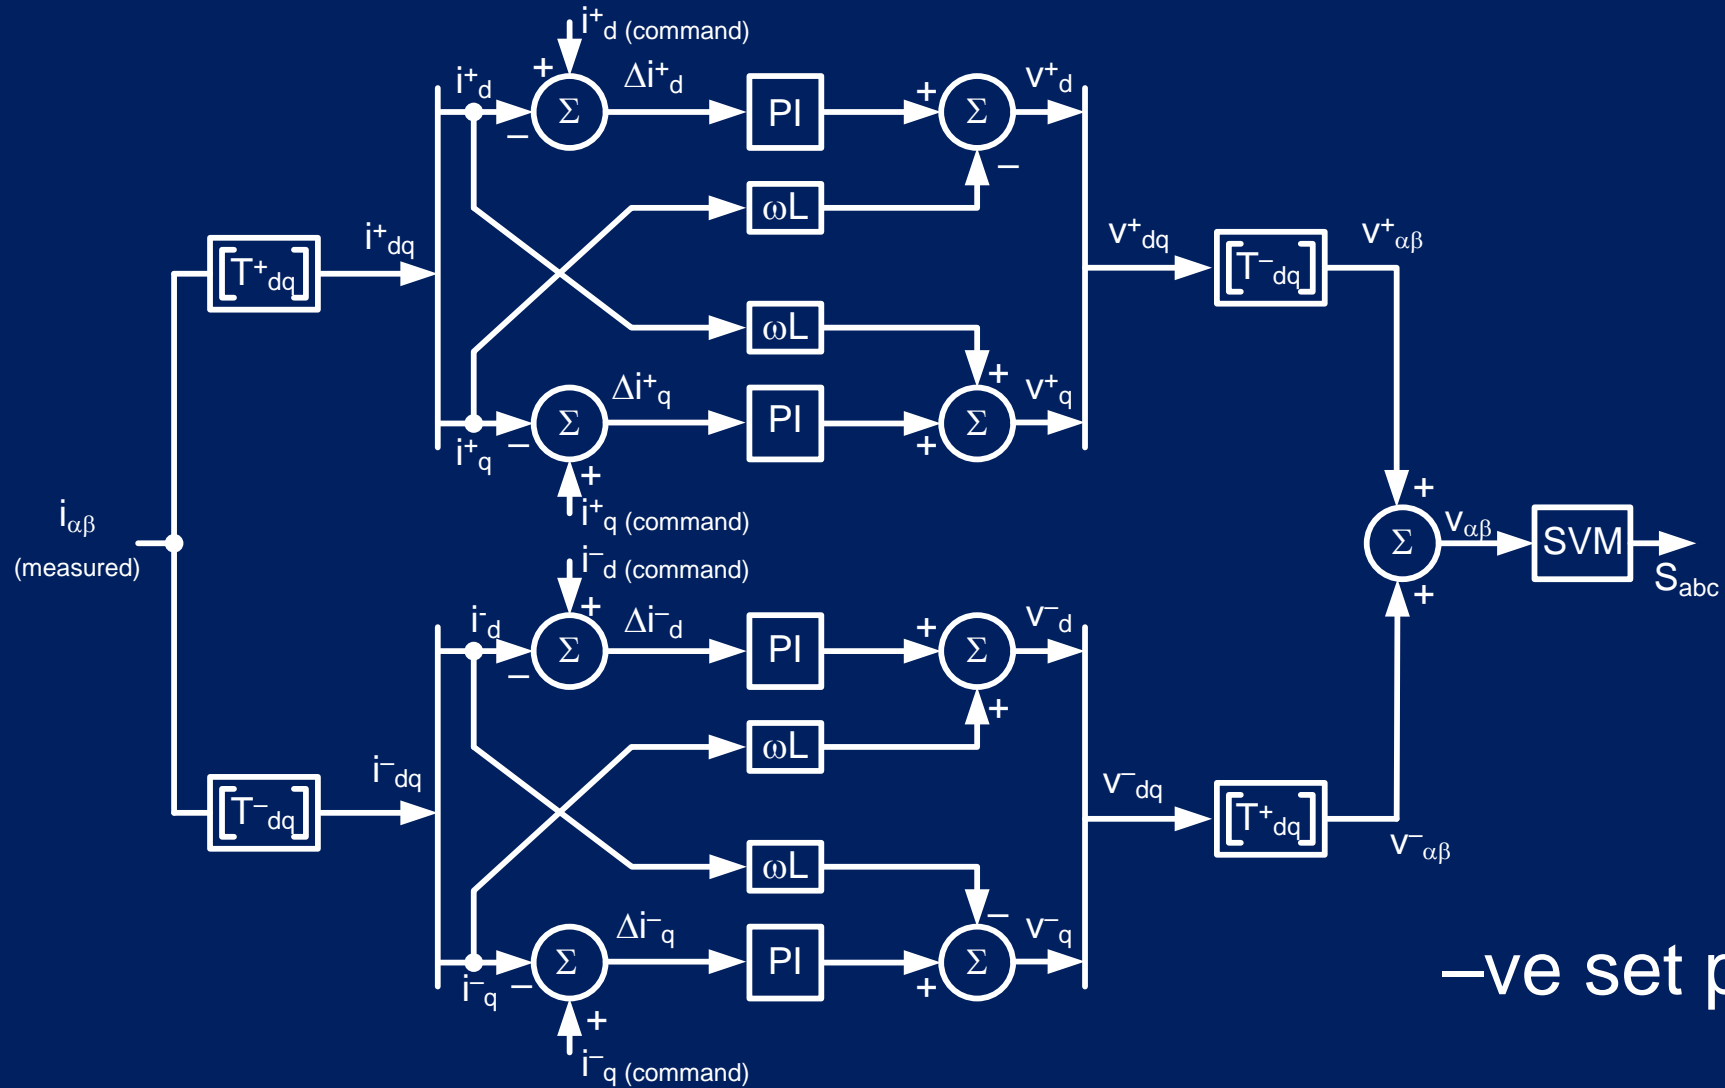 i⁺d (command)
+
i⁺d
Δi⁺d
+
v⁺d
Σ
PI
Σ
–
–
ωL
i⁺dq
v⁺dq
v⁺αβ
[T⁺dq]
[T⁻dq]
ωL
Δi⁺q
+
v⁺q
Σ
PI
Σ
–
+
i⁺q
+
+
i⁺q (command)
iαβ
vαβ
(measured)
Σ
SVM
Sabc
i⁻d (command)
+
+
i⁻d
Δi⁻d
+
v⁻d
Σ
PI
Σ
–
+
ωL
i⁻dq
v⁻dq
[T⁻dq]
[T⁺dq]
v⁻αβ
ωL
–
Δi⁻q
v⁻q
Σ
PI
Σ
i⁻q
–
+
+
i⁻q (command)
–ve set p